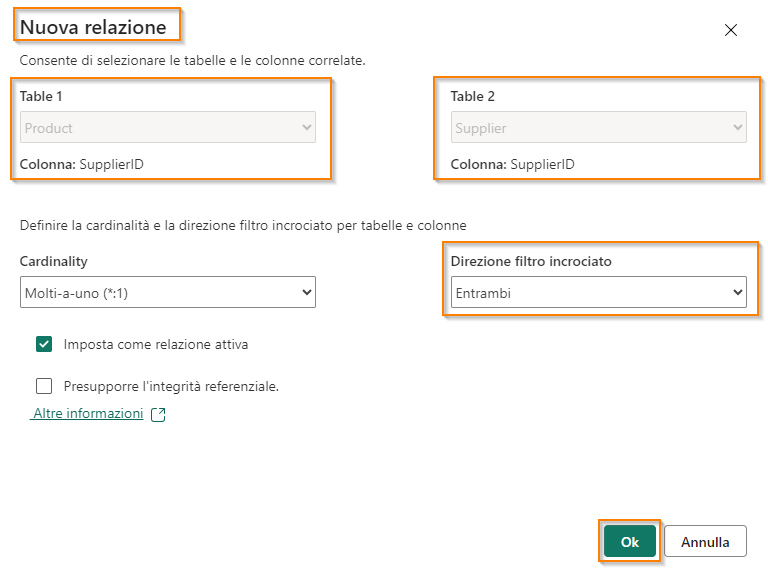 Nuova relazione
Consente di selezionare le tabelle e le colonne correlate.
Table 1
Table 2
Product
Supplier
Colonna: SupplierID
Colonna: SupplierID
Definire la cardinalità e la direzione filtro incrociato per tabelle e colonne
Cardinality
Direzione filtro incrociato
Molti-a-uno (*:1)
Entrambi
Imposta come relazione attiva
Presupporre l'integrità referenziale.
Altre informazioni
Ok
Annulla